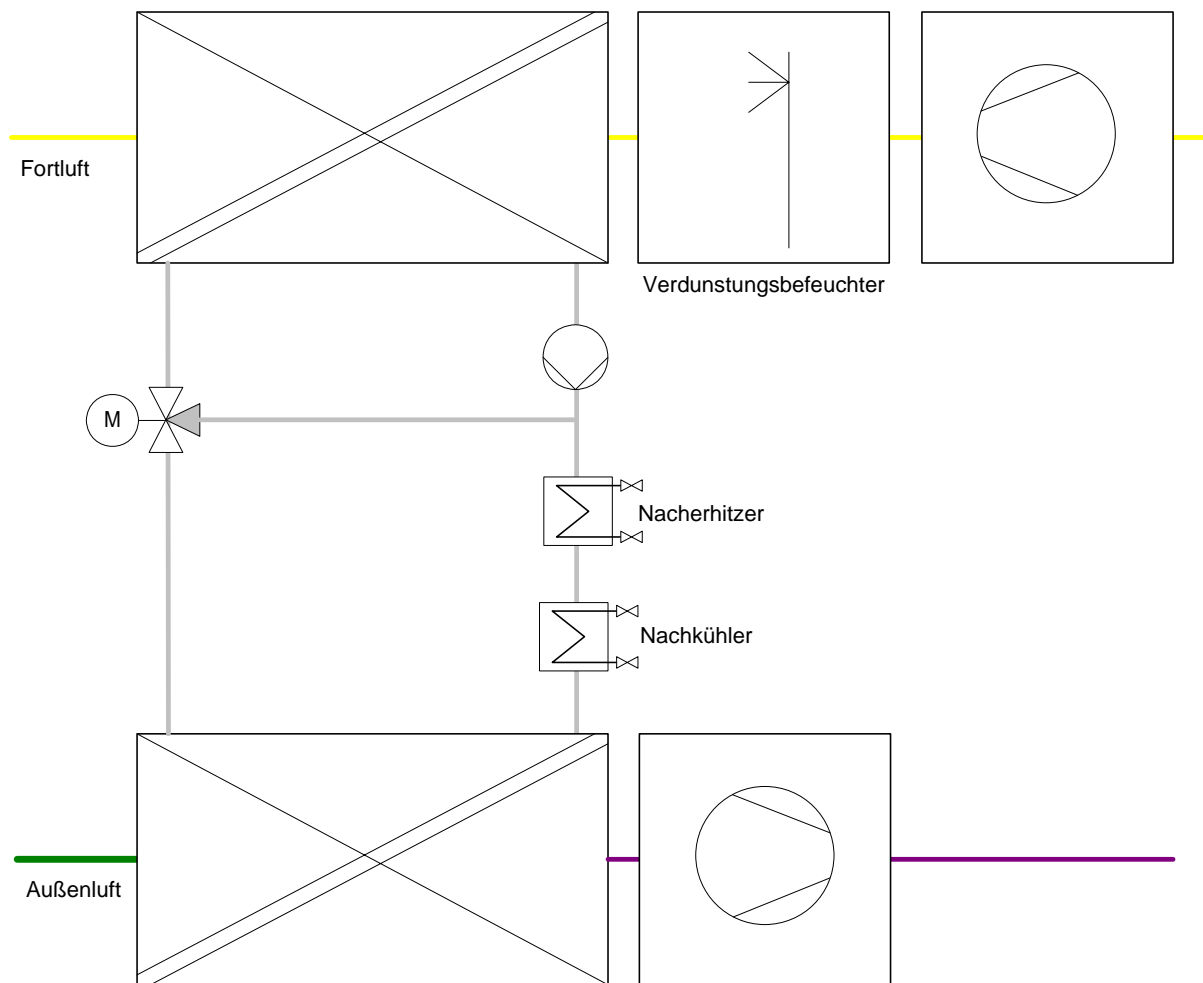 Fortluft
Verdunstungsbefeuchter
M
Nacherhitzer
Nachkühler
Außenluft